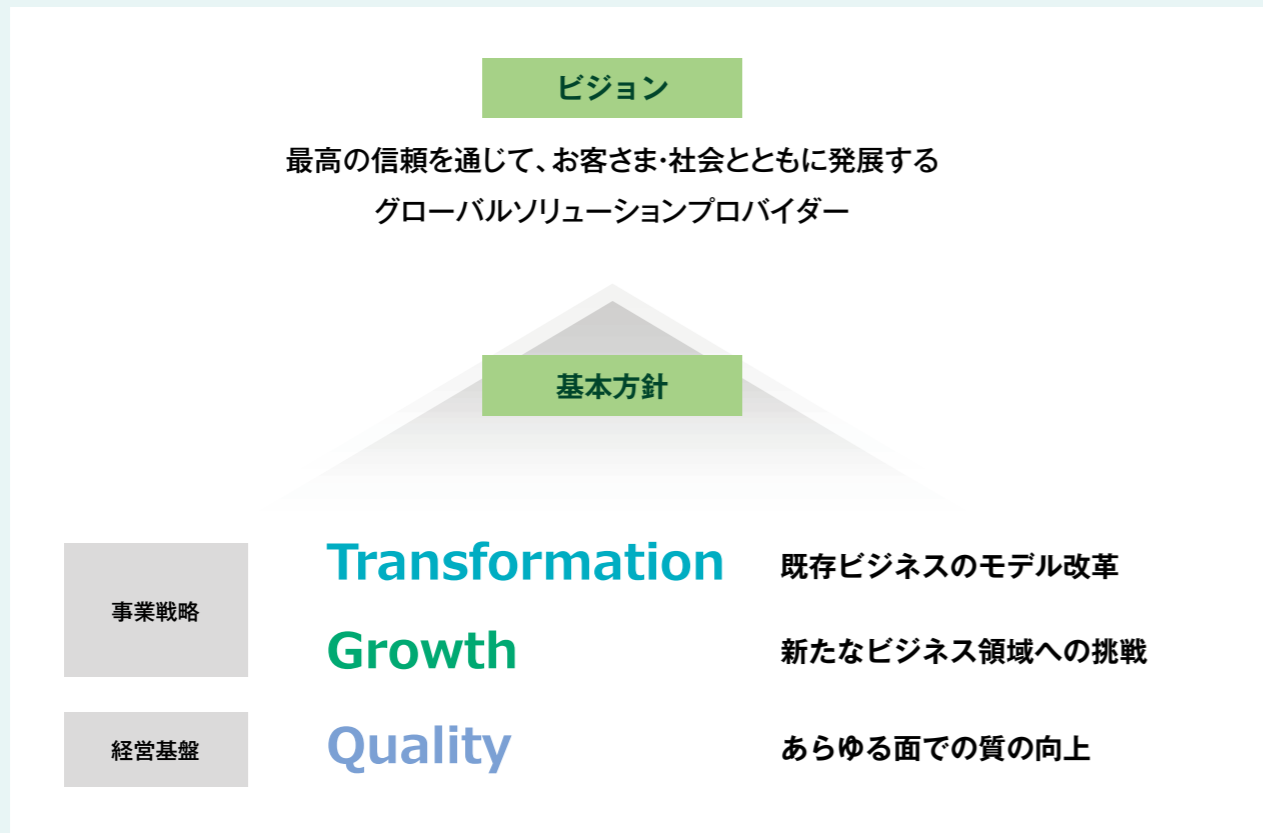 ビジョン
最高の信頼を通じて、お客さま・社会とともに発展する
グローバルソリューションプロバイダー
基本方針
事業戦略
Transformation 既存ビジネスのモデル改革
Growth 新たなビジネス領域への挑戦
経営基盤
Quality あらゆる面での質の向上